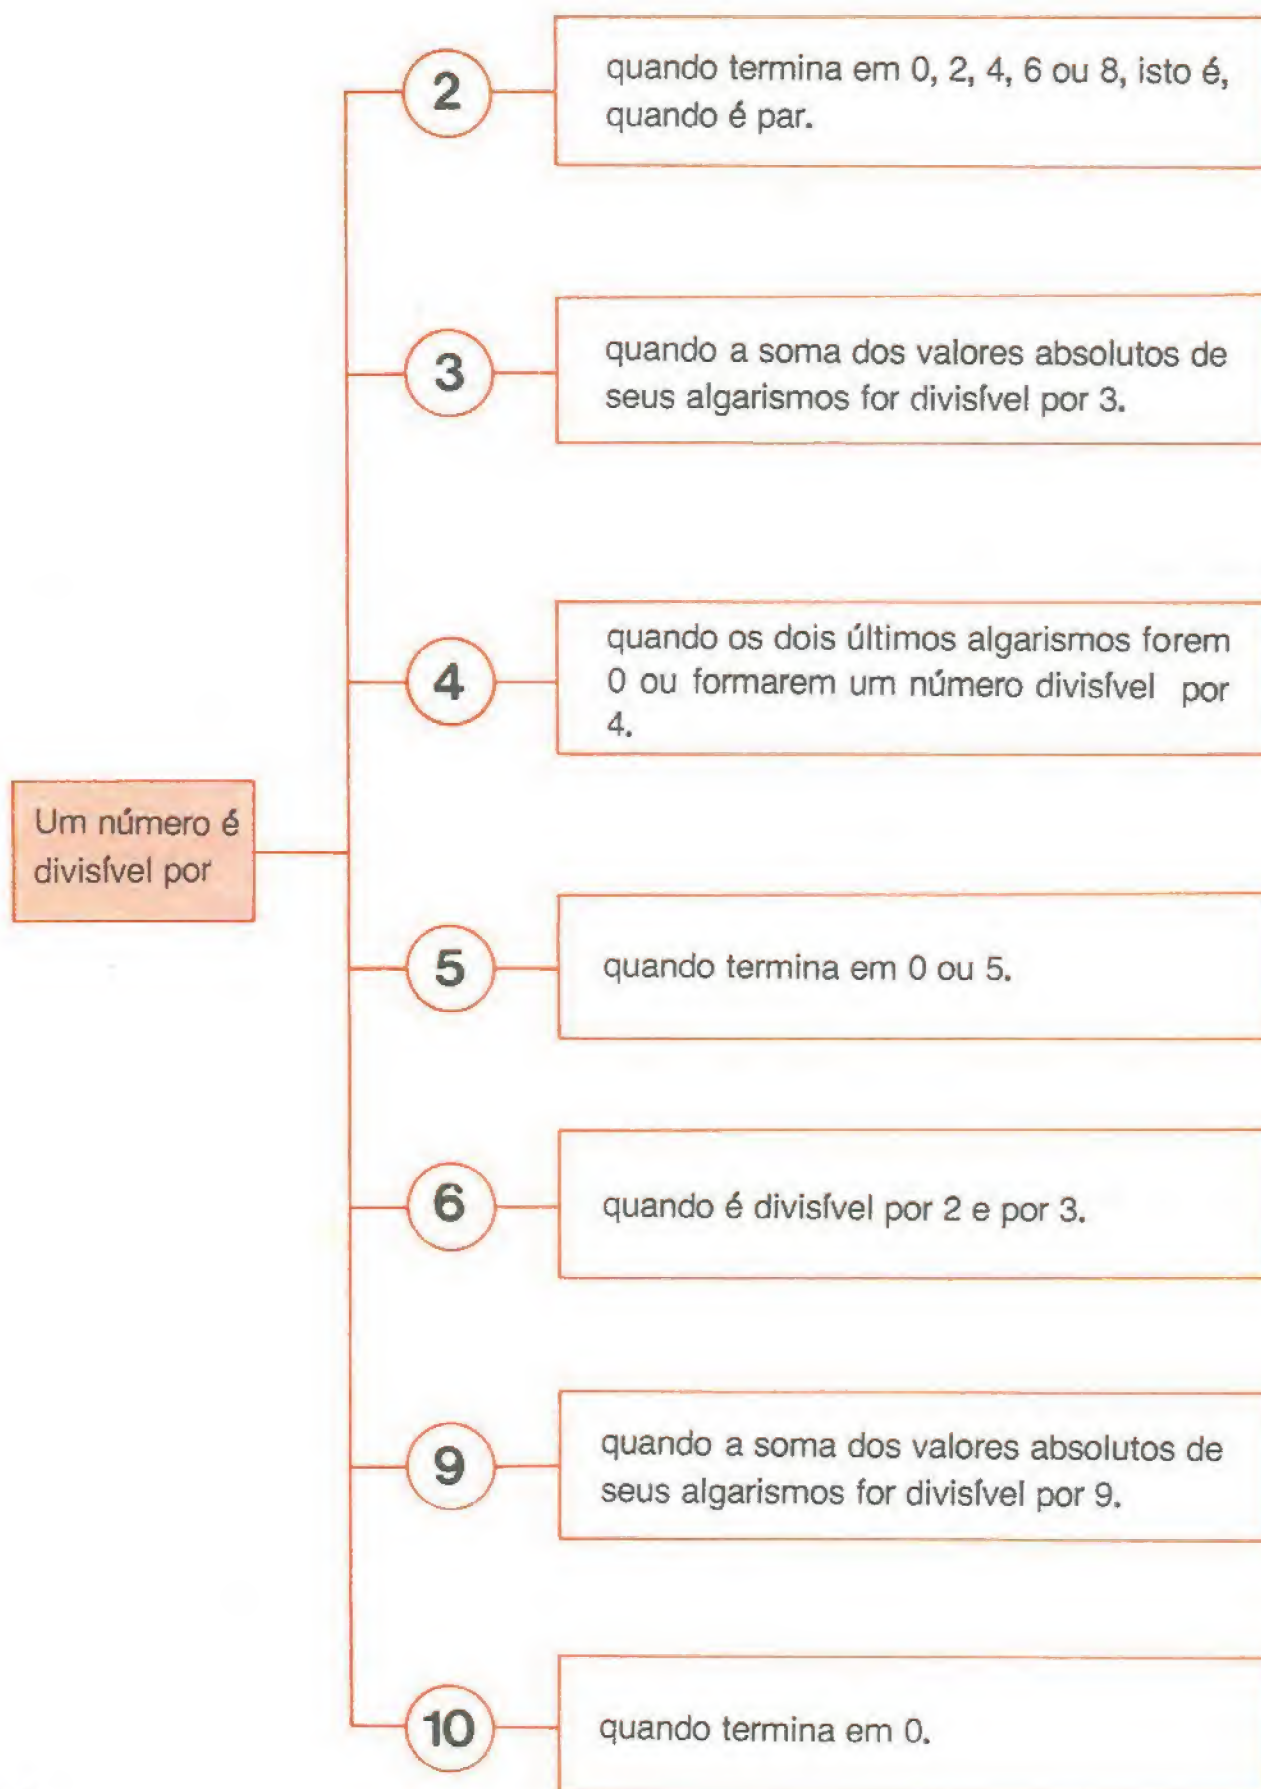 2
quando termina em 0, 2, 4, 6 ou 8, isto é,
quando é par.
3
quando a soma dos valores absolutos de
seus algarismos for divisível por 3.
4
quando os dois últimos algarismos forem
0 ou formarem um número divisível por
4.
Um número é
divisível por
5
quando termina em 0 ou 5.
6
quando é divisível por 2 e por 3.
9
quando a soma dos valores absolutos de
seus algarismos for divisível por 9.
10
quando termina em 0.